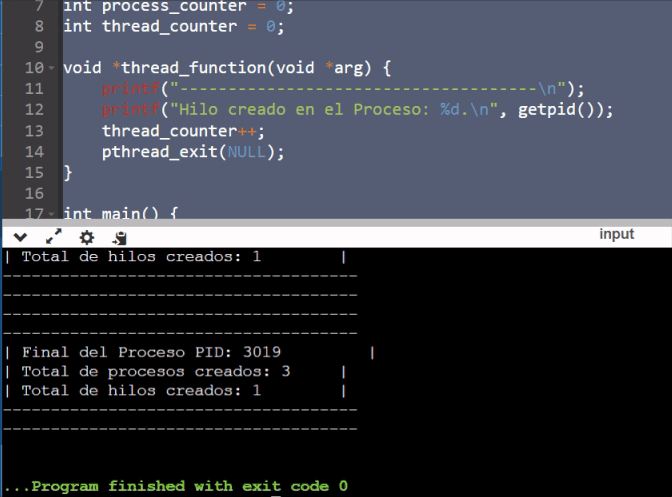 7 int process_counter = 0;
8 int thread_counter = 0;
9
10 void *thread_function(void *arg) {
11 printf("-------------------------------------\n");
12 printf("Hilo creado en el Proceso: %d.\n", getpid());
13 thread_counter++;
14 pthread_exit(NULL);
15 }
16
17 int main() {
input
| Total de hilos creados: 1 |
-------------------------------------
-------------------------------------
-------------------------------------
-------------------------------------
| Final del Proceso PID: 3019 |
| Total de procesos creados: 3 |
| Total de hilos creados: 1 |
-------------------------------------
-------------------------------------
...Program finished with exit code 0